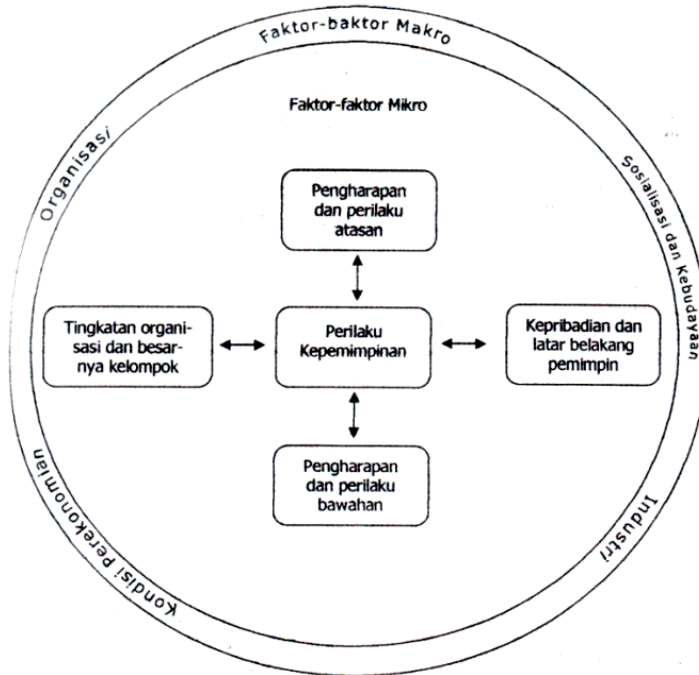 Faktor-baktor Makro
Faktor-faktor Mikro
Organisasi
Sosialisasi dan Kebudayaan
Pengharapan
dan perilaku
atasan
Tingkatan organi-
sasi dan besar-
nya kelompok
Perilaku
Kepemimpinan
Kepribadian dan
latar belakang
pemimpin
Pengharapan
dan perilaku
bawahan
Kondisi Perekonomian
Industri